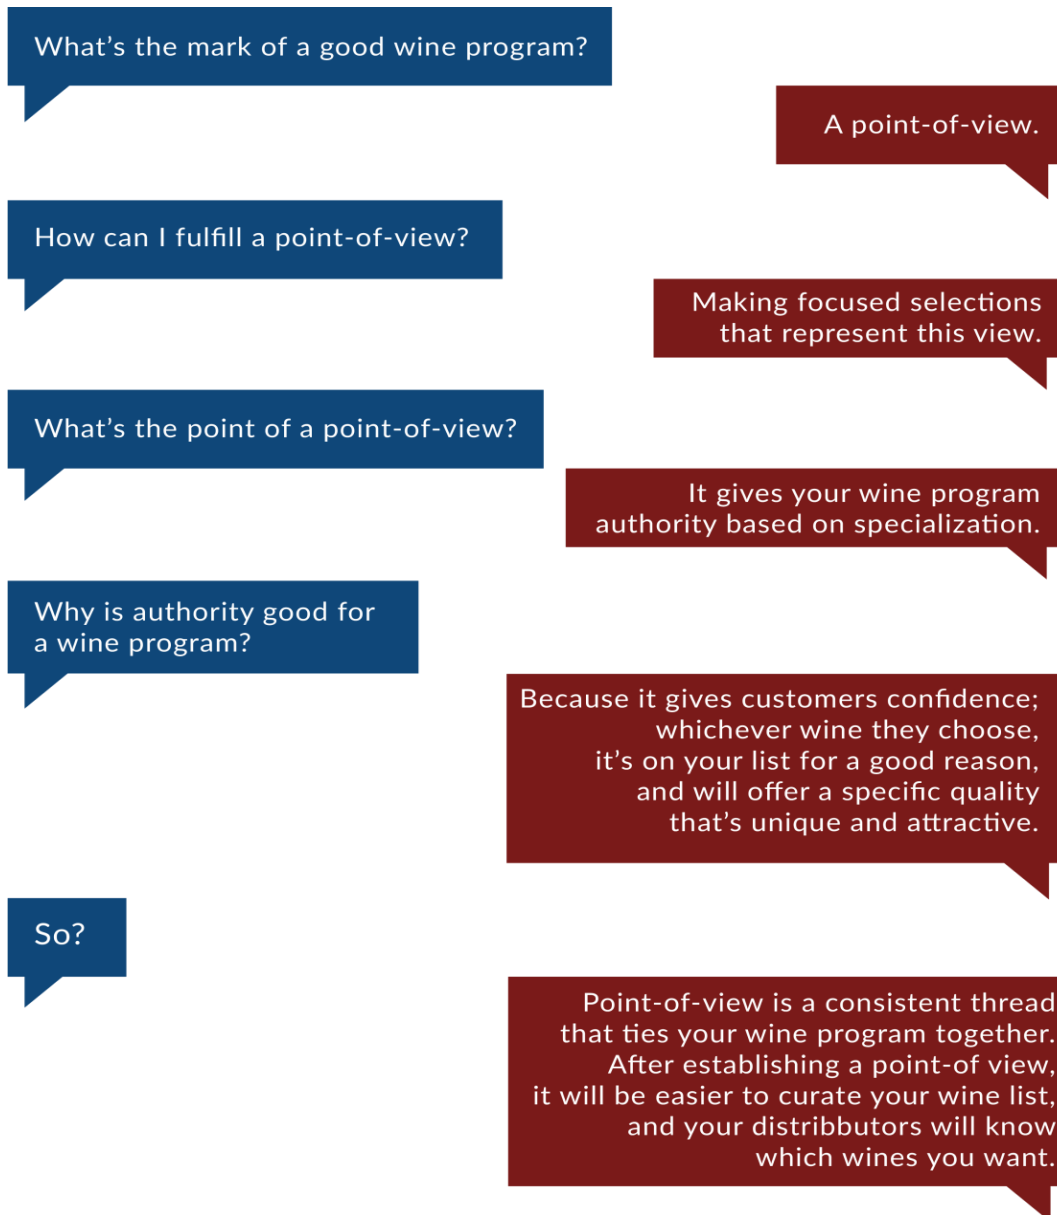 What’s the mark of a good wine program?
A point-of-view.
How can I fulfill a point-of-view?
Making focused selections
that represent this view.
What’s the point of a point-of-view?
It gives your wine program
authority based on specialization.
Why is authority good for
a wine program?
Because it gives customers confidence;
whichever wine they choose,
it’s on your list for a good reason,
and will offer a specific quality
that’s unique and attractive.
So?
Point-of-view is a consistent thread
that ties your wine program together.
After establishing a point-of view,
it will be easier to curate your wine list,
and your distribbutors will know
which wines you want.